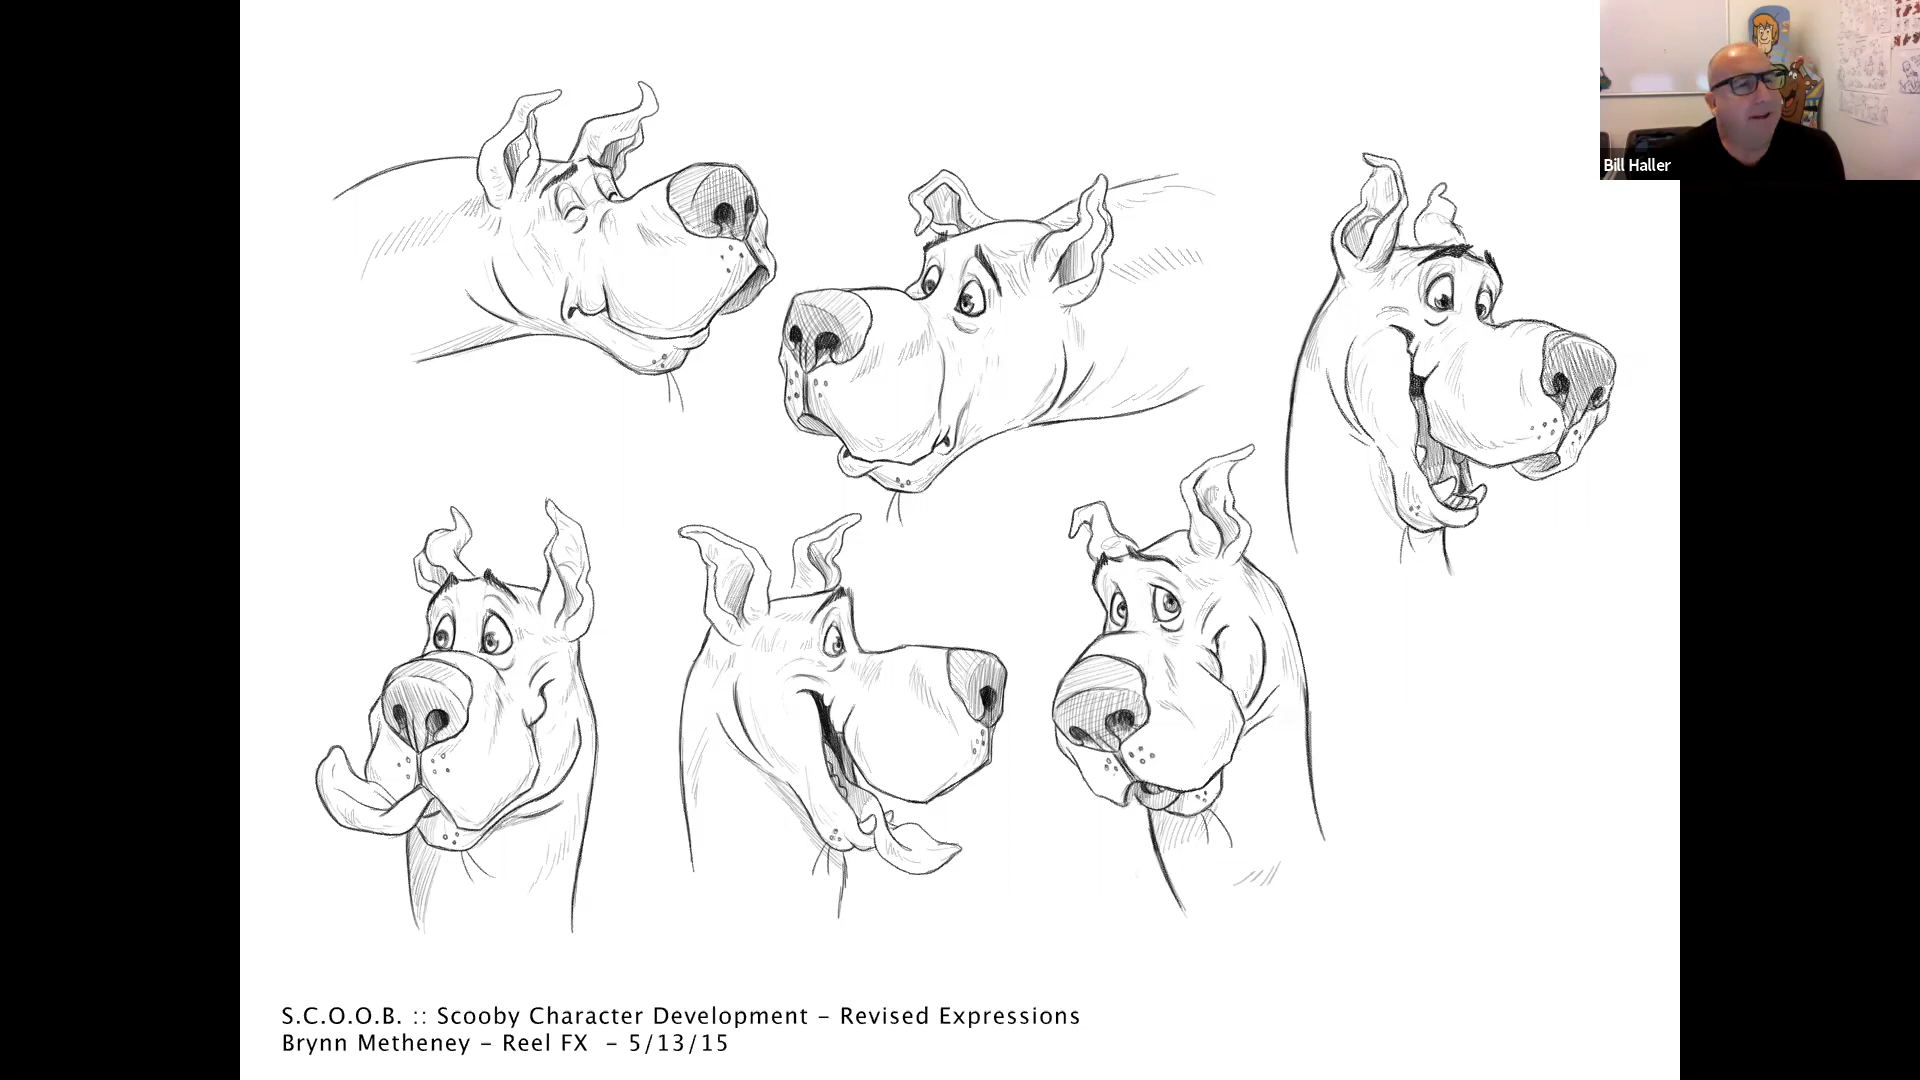 Bill Haller
S.C.O.O.B. :: Scooby Character Development – Revised Expressions
Brynn Metheney – Reel FX  – 5/13/15